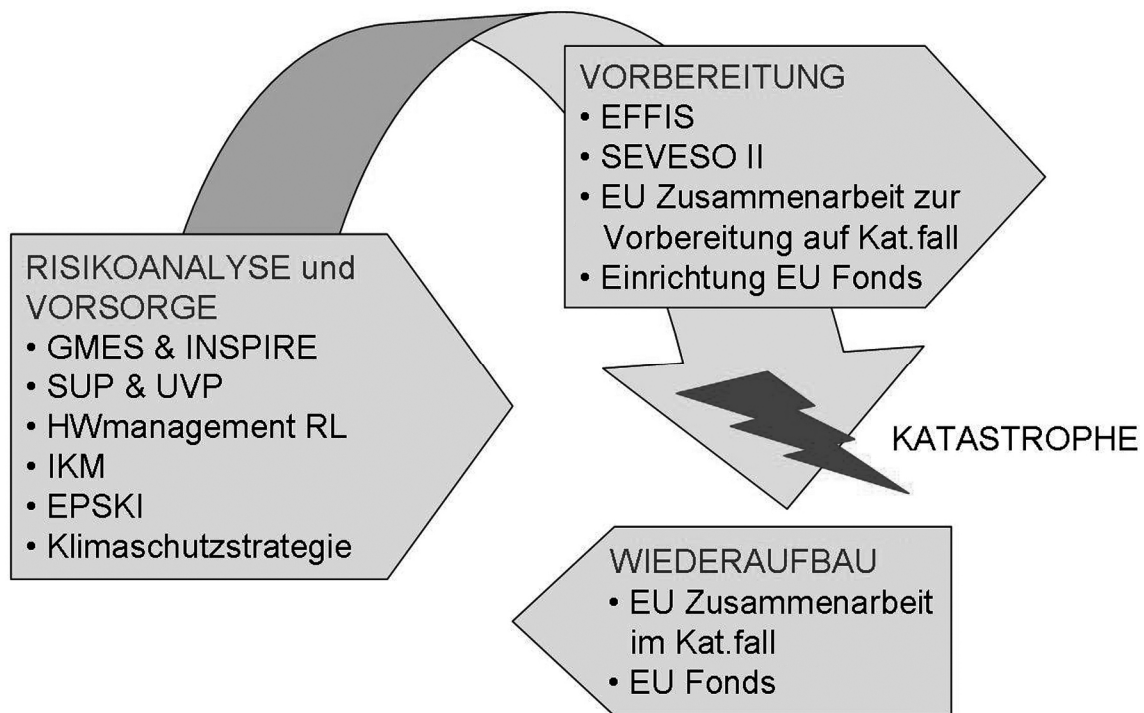 RISIKOANALYSE und
VORSORGE
• GMES & INSPIRE
• SUP & UVP
• HWmanagement RL
• IKM
• EPSKI
• Klimaschutzstrategie
VORBEREITUNG
• EFFIS
• SEVESO II
• EU Zusammenarbeit zur
Vorbereitung auf Kat.fall
• Einrichtung EU Fonds
KATASTROPHE
WIEDERAUFBAU
• EU Zusammenarbeit
im Kat.fall
• EU Fonds